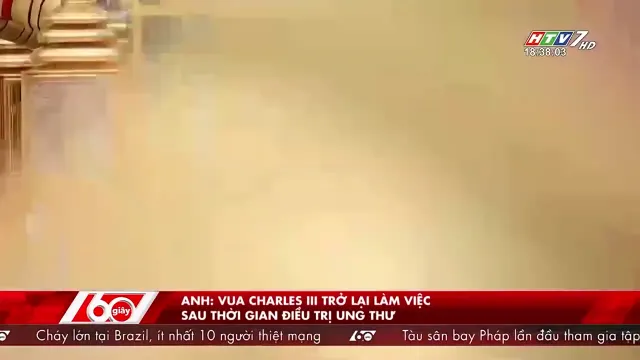 HTV7 HD
18:38:03
60 giây
ANH: VUA CHARLES III TRỞ LẠI LÀM VIỆC
SAU THỜI GIAN ĐIỀU TRỊ UNG THƯ
Cháy lớn tại Brazil, ít nhất 10 người thiệt mạng 60 Tàu sân bay Pháp lần đầu tham gia tập